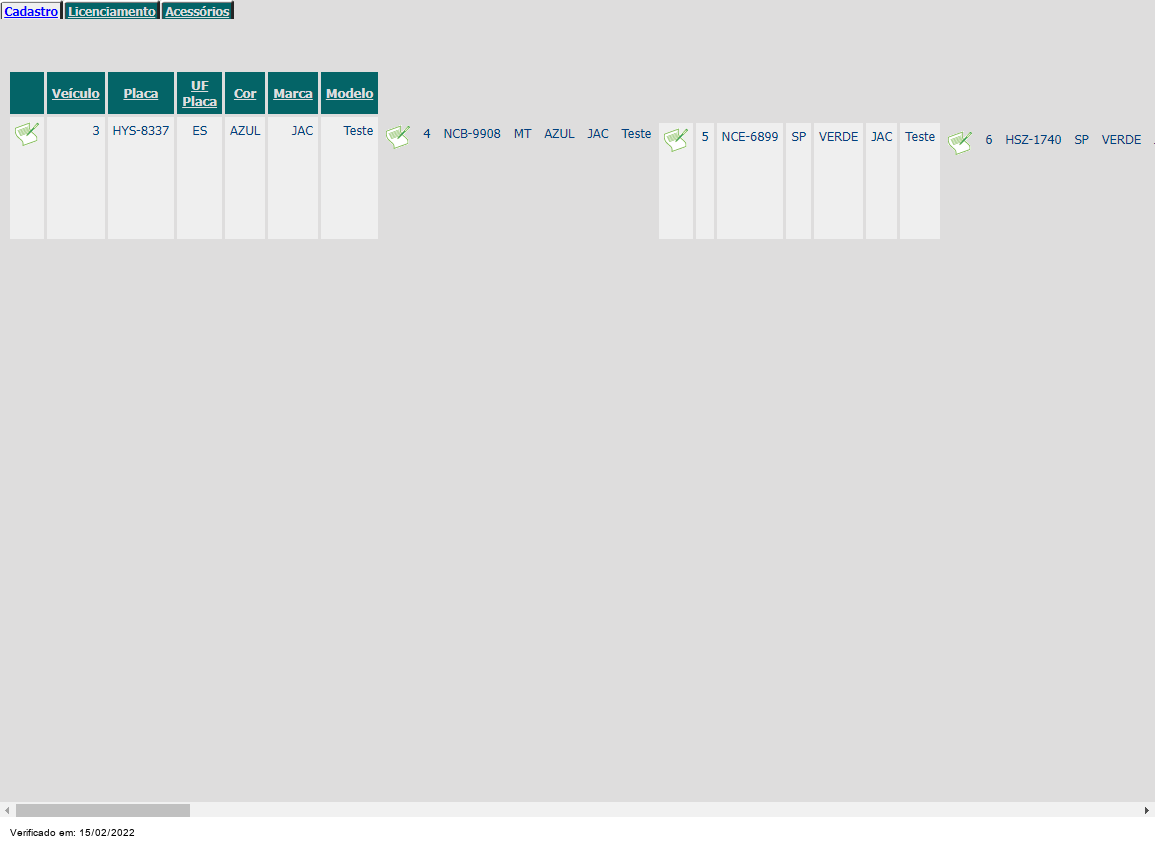 Cadastro Licenciamento Acessórios
Veículo Placa UF Placa Cor Marca Modelo
3 HYS-8337 ES AZUL JAC Teste 4 NCB-9908 MT AZUL JAC Teste 5 NCE-6899 SP VERDE JAC Teste 6 HSZ-1740 SP VERDE
Verificado em: 15/02/2022